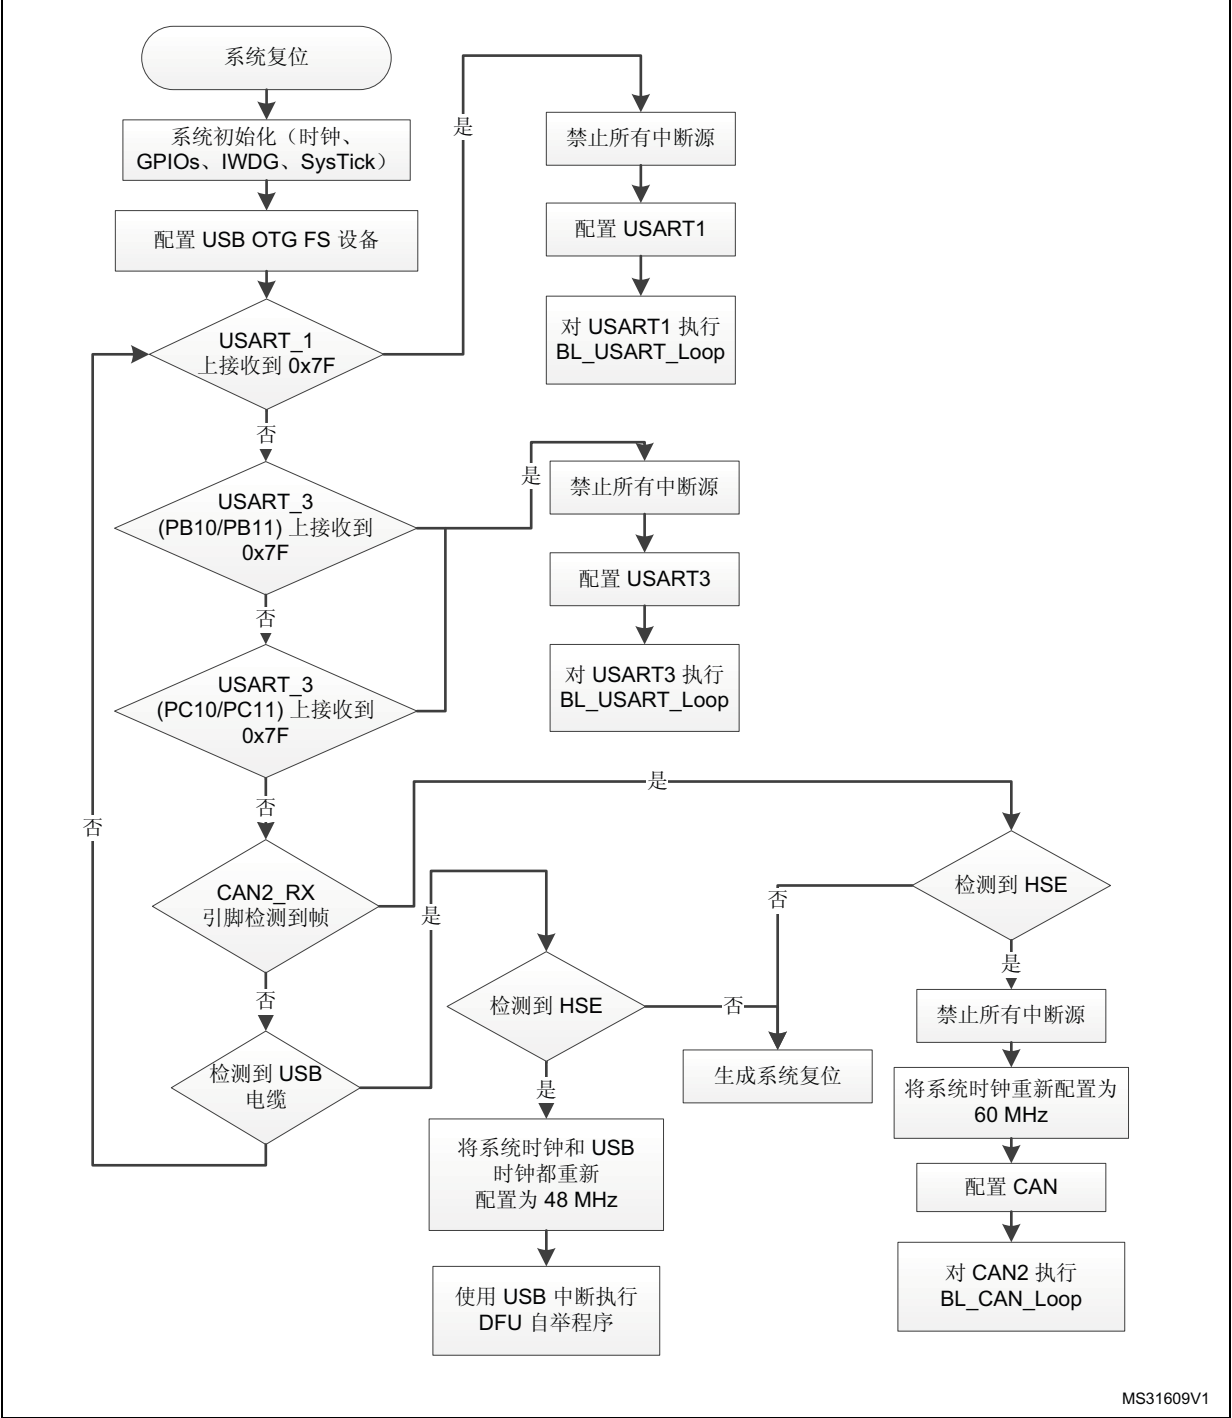 系统复位
系统初始化（时钟、
GPIOs、IWDG、SysTick）
配置 USB OTG FS 设备
USART_1
上接收到 0x7F
是
禁止所有中断源
配置 USART1
对 USART1 执行
BL_USART_Loop
否
USART_3
(PB10/PB11) 上接收到
0x7F
是
禁止所有中断源
配置 USART3
对 USART3 执行
BL_USART_Loop
否
USART_3
(PC10/PC11) 上接收到
0x7F
否
CAN2_RX
引脚检测到帧
是
检测到 HSE
否
是
禁止所有中断源
将系统时钟重新配置为
60 MHz
配置 CAN
对 CAN2 执行
BL_CAN_Loop
否
检测到 USB
电缆
否
是
检测到 HSE
否
生成系统复位
是
将系统时钟和 USB
时钟都重新
配置为 48 MHz
使用 USB 中断执行
DFU 自举程序
MS31609V1